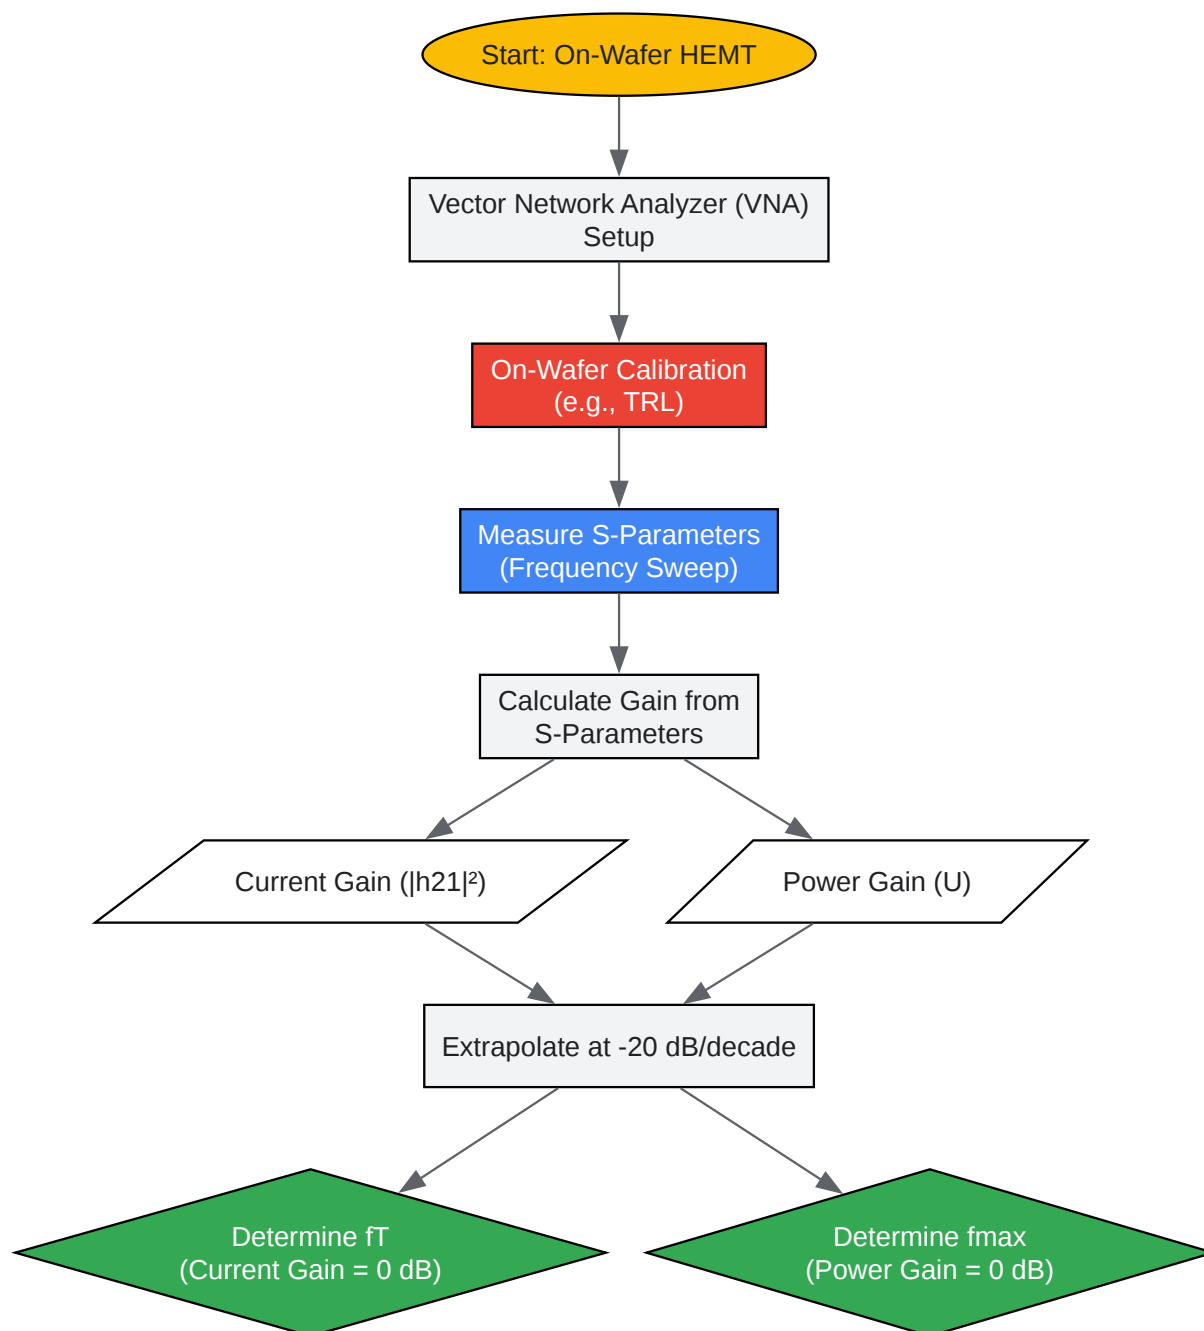 Start: On-Wafer HEMT
Vector Network Analyzer (VNA)
Setup
On-Wafer Calibration
(e.g., TRL)
Measure S-Parameters
(Frequency Sweep)
Calculate Gain from
S-Parameters
Current Gain (|h21|²)
Power Gain (U)
Extrapolate at -20 dB/decade
Determine fT
(Current Gain = 0 dB)
Determine fmax
(Power Gain = 0 dB)